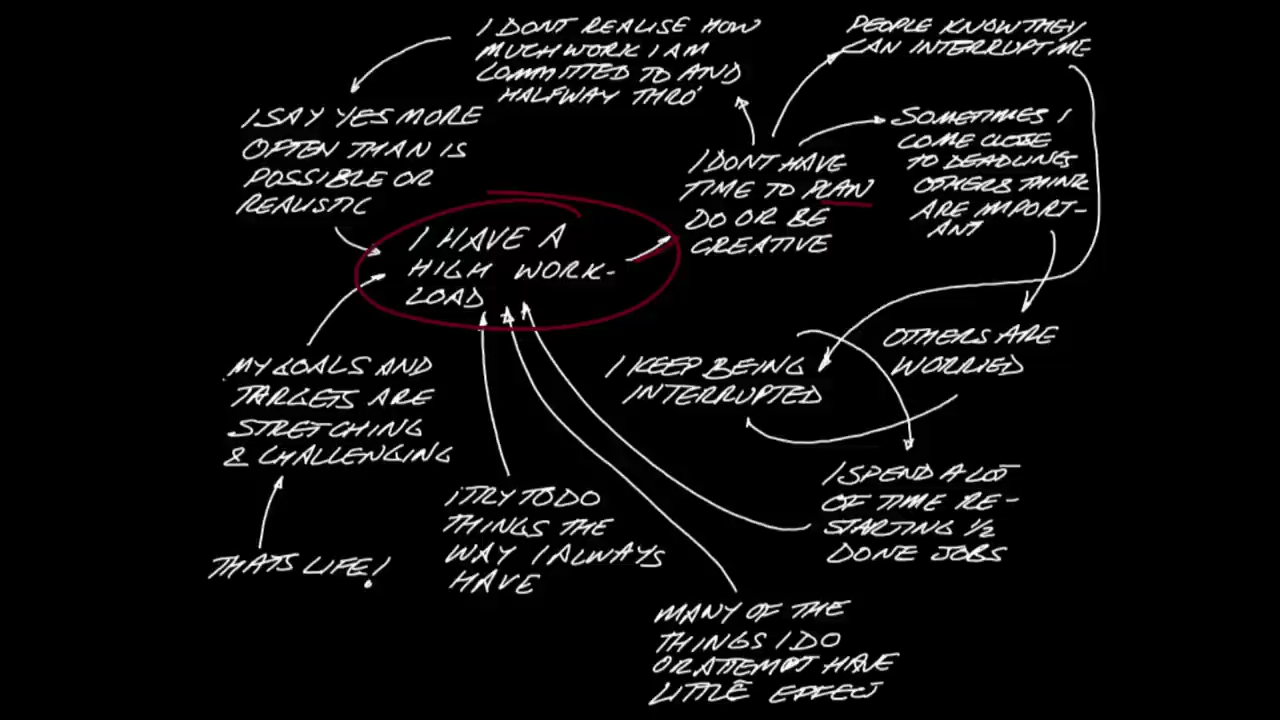 I DONT REALISE HOW
MUCH WORK I AM
COMMITTED TO AND
HALFWAY THRO'
PEOPLE KNOW THEY
CAN INTERRUPT ME
I SAY YES MORE
OFTEN THAN IS
POSSIBLE OR
REALISTIC
SOMETIMES I
COME CLOSE
TO DEADLINES
OTHERS THINK
ARE IMPORT-
ANT
I DONT HAVE
TIME TO PLAN
DO OR BE
CREATIVE
I HAVE A
HIGH WORK-
LOAD
OTHERS ARE
WORRIED
I KEEP BEING
INTERRUPTED
MY GOALS AND
TARGETS ARE
STRETCHING
& CHALLENGING
I SPEND A LOT
OF TIME RE-
STARTING 1/2
DONE JOBS
I TRY TO DO
THINGS THE
WAY I ALWAYS
HAVE
THATS LIFE!
MANY OF THE
THINGS I DO
OR ATTEMPT HAVE
LITTLE EFFECT